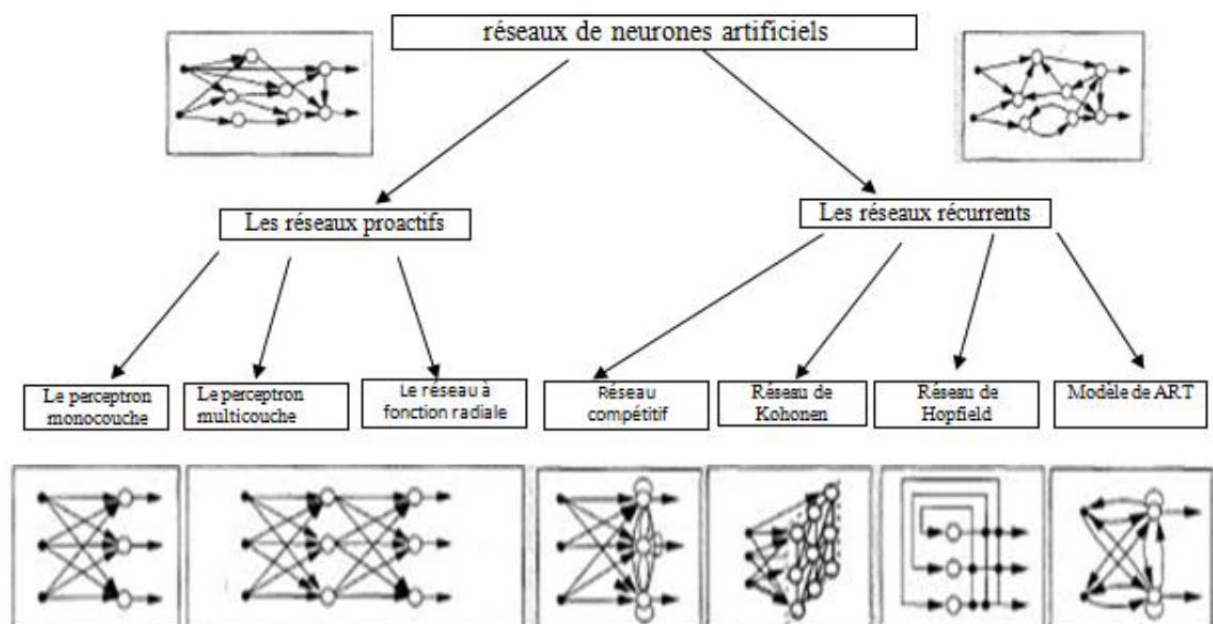 réseaux de neurones artificiels
Les réseaux proactifs
Les réseaux récurrents
Le perceptron
monocouche
Le perceptron
multicouche
Le réseau à
fonction radiale
Réseau
compétitif
Réseau de
Kohonen
Réseau de
Hopfield
Modèle de ART